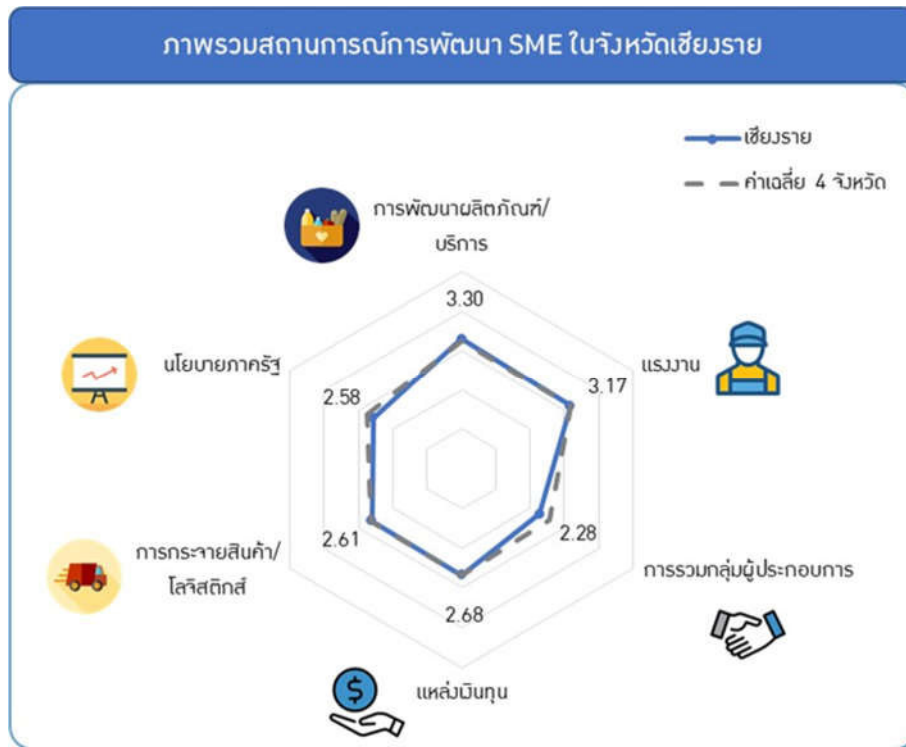 ภาพรวมสถานการณ์การพัฒนา SME ในจังหวัดเชียงราย
เชียงราย
ค่าเฉลี่ย 4 จังหวัด
การพัฒนาผลิตภัณฑ์/
บริการ
3.30
นโยบายภาครัฐ
แรงงาน
2.58
3.17
การกระจายสินค้า/
โลจิสติกส์
2.61
2.28
การรวมกลุ่มผู้ประกอบการ
2.68
แหล่งเงินทุน
$